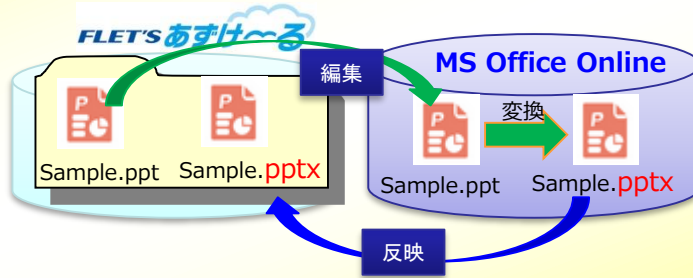 FLET'S あずけ〜る
編集
MS Office Online
変換
Sample.ppt
Sample.pptx
Sample.ppt
Sample.pptx
反映